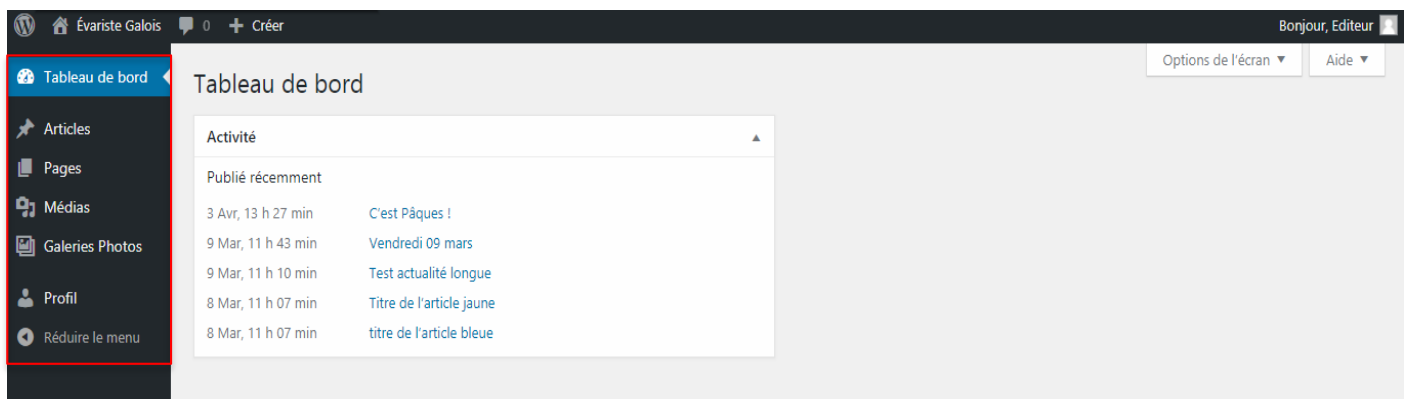 Évariste Galois 0 Créer Bonjour, Editeur
Options de l'écran ▼ Aide ▼
Tableau de bord
Articles
Pages
Médias
Galeries Photos
Profil
Réduire le menu
Tableau de bord
Activité
Publié récemment
3 Avr, 13 h 27 min C'est Pâques !
9 Mar, 11 h 43 min Vendredi 09 mars
9 Mar, 11 h 10 min Test actualité longue
8 Mar, 11 h 07 min Titre de l'article jaune
8 Mar, 11 h 07 min titre de l'article bleue